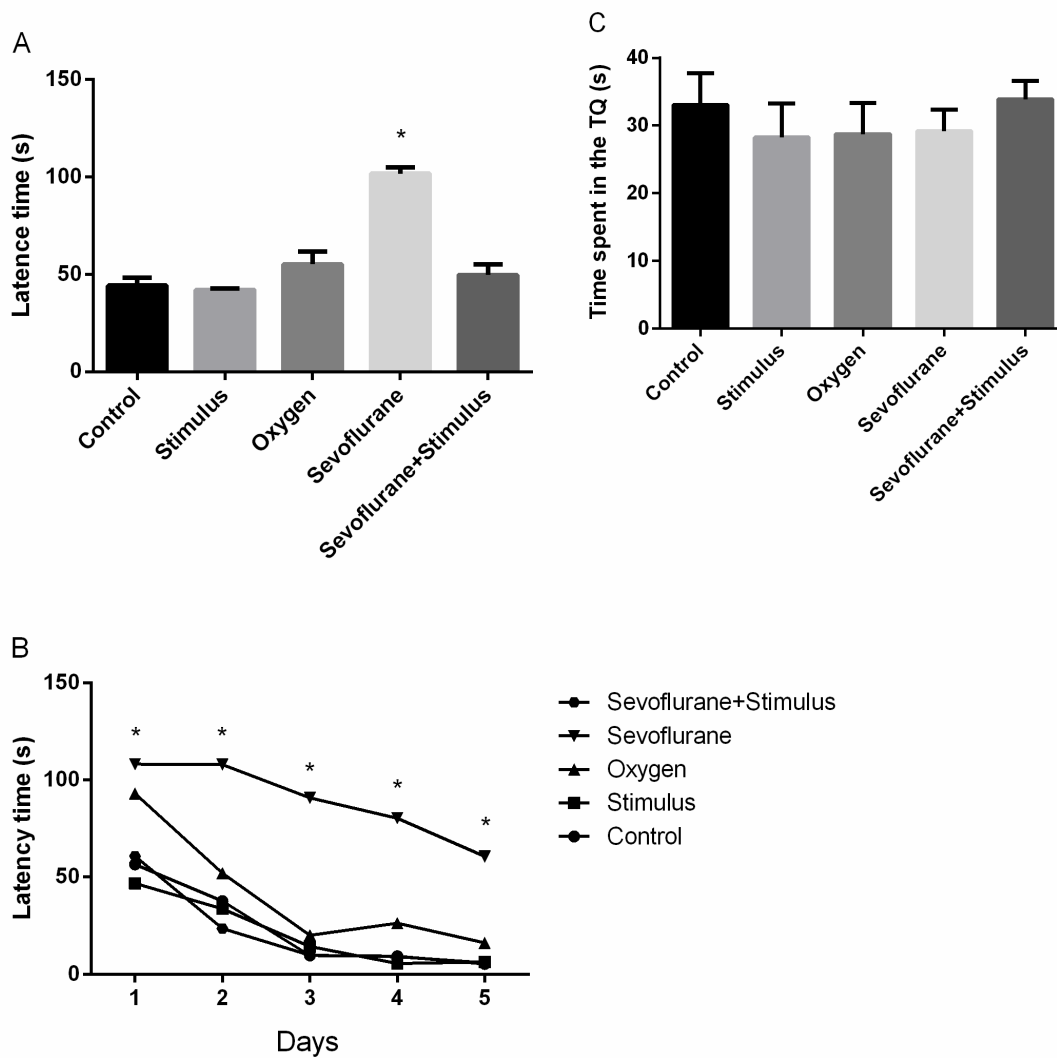 A
Latence time (s)
150
100
50
0
*
Control
Stimulus
Oxygen
Sevoflurane
Sevoflurane+Stimulus
C
Time spent in the TQ (s)
40
30
20
10
0
Control
Stimulus
Oxygen
Sevoflurane
Sevoflurane+Stimulus
B
Latency time (s)
150
100
50
0
* * * * *
1 2 3 4 5
Days
Sevoflurane+Stimulus
Sevoflurane
Oxygen
Stimulus
Control